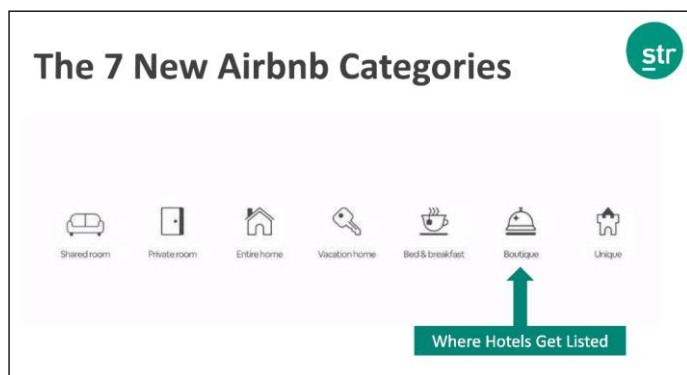 The 7 New Airbnb Categories
str
Shared room
Private room
Entire home
Vacation home
Bed & breakfast
Boutique
Unique
Where Hotels Get Listed